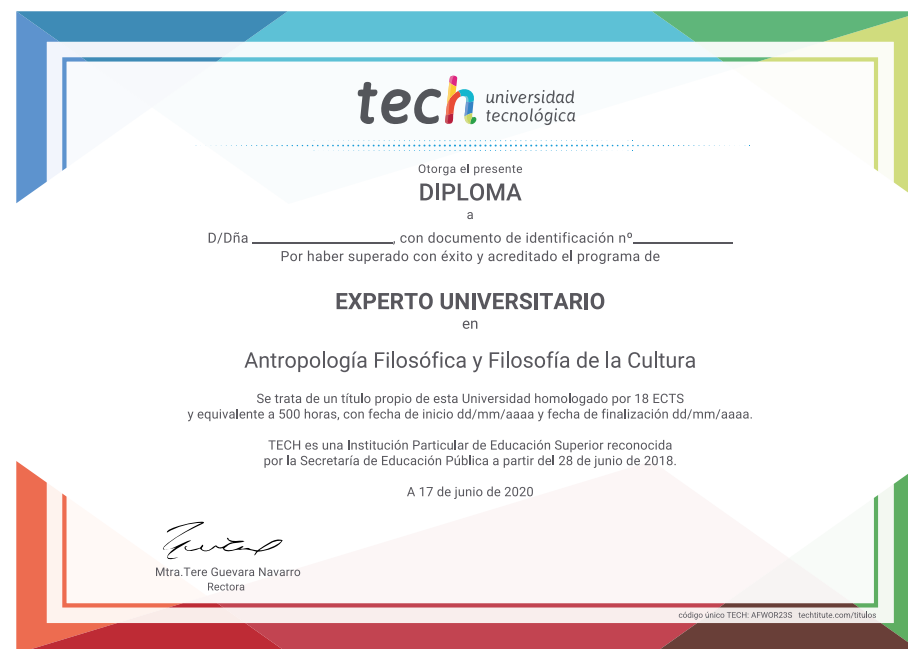 tech universidad
tecnológica
Otorga el presente
DIPLOMA
a
D/Dña ____________________, con documento de identificación nº______________
Por haber superado con éxito y acreditado el programa de
EXPERTO UNIVERSITARIO
en
Antropología Filosófica y Filosofía de la Cultura
Se trata de un título propio de esta Universidad homologado por 18 ECTS
y equivalente a 500 horas, con fecha de inicio dd/mm/aaaa y fecha de finalización dd/mm/aaaa.
TECH es una Institución Particular de Educación Superior reconocida
por la Secretaría de Educación Pública a partir del 28 de junio de 2018.
A 17 de junio de 2020
Mtra.Tere Guevara Navarro
Rectora
código único TECH: AFWOR23S techtitute.com/titulos